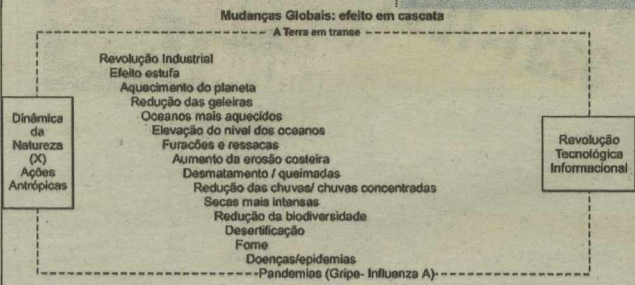 Mudanças Globais: efeito em cascata
A Terra em transe
Revolução Industrial
Efeito estufa
Aquecimento do planeta
Redução das geleiras
Oceanos mais aquecidos
Elevação do nível dos oceanos
Furacões e ressacas
Aumento da erosão costeira
Desmatamento / queimadas
Redução das chuvas/ chuvas concentradas
Secas mais intensas
Redução da biodiversidade
Desertificação
Fome
Doenças/epidemias
Pandemias (Gripe- Influenza A)
Dinâmica
da
Natureza
(X)
Ações
Antrópicas
Revolução
Tecnológica
Informacional